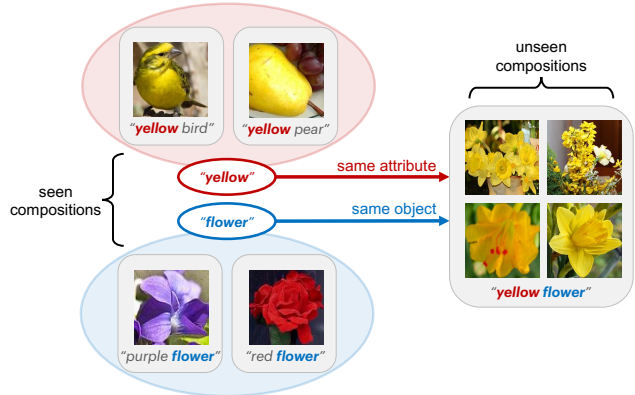 "yellow bird"
"yellow pear"
seen
compositions
"yellow"
same attribute
"flower"
same object
"purple flower"
"red flower"
unseen
compositions
"yellow flower"